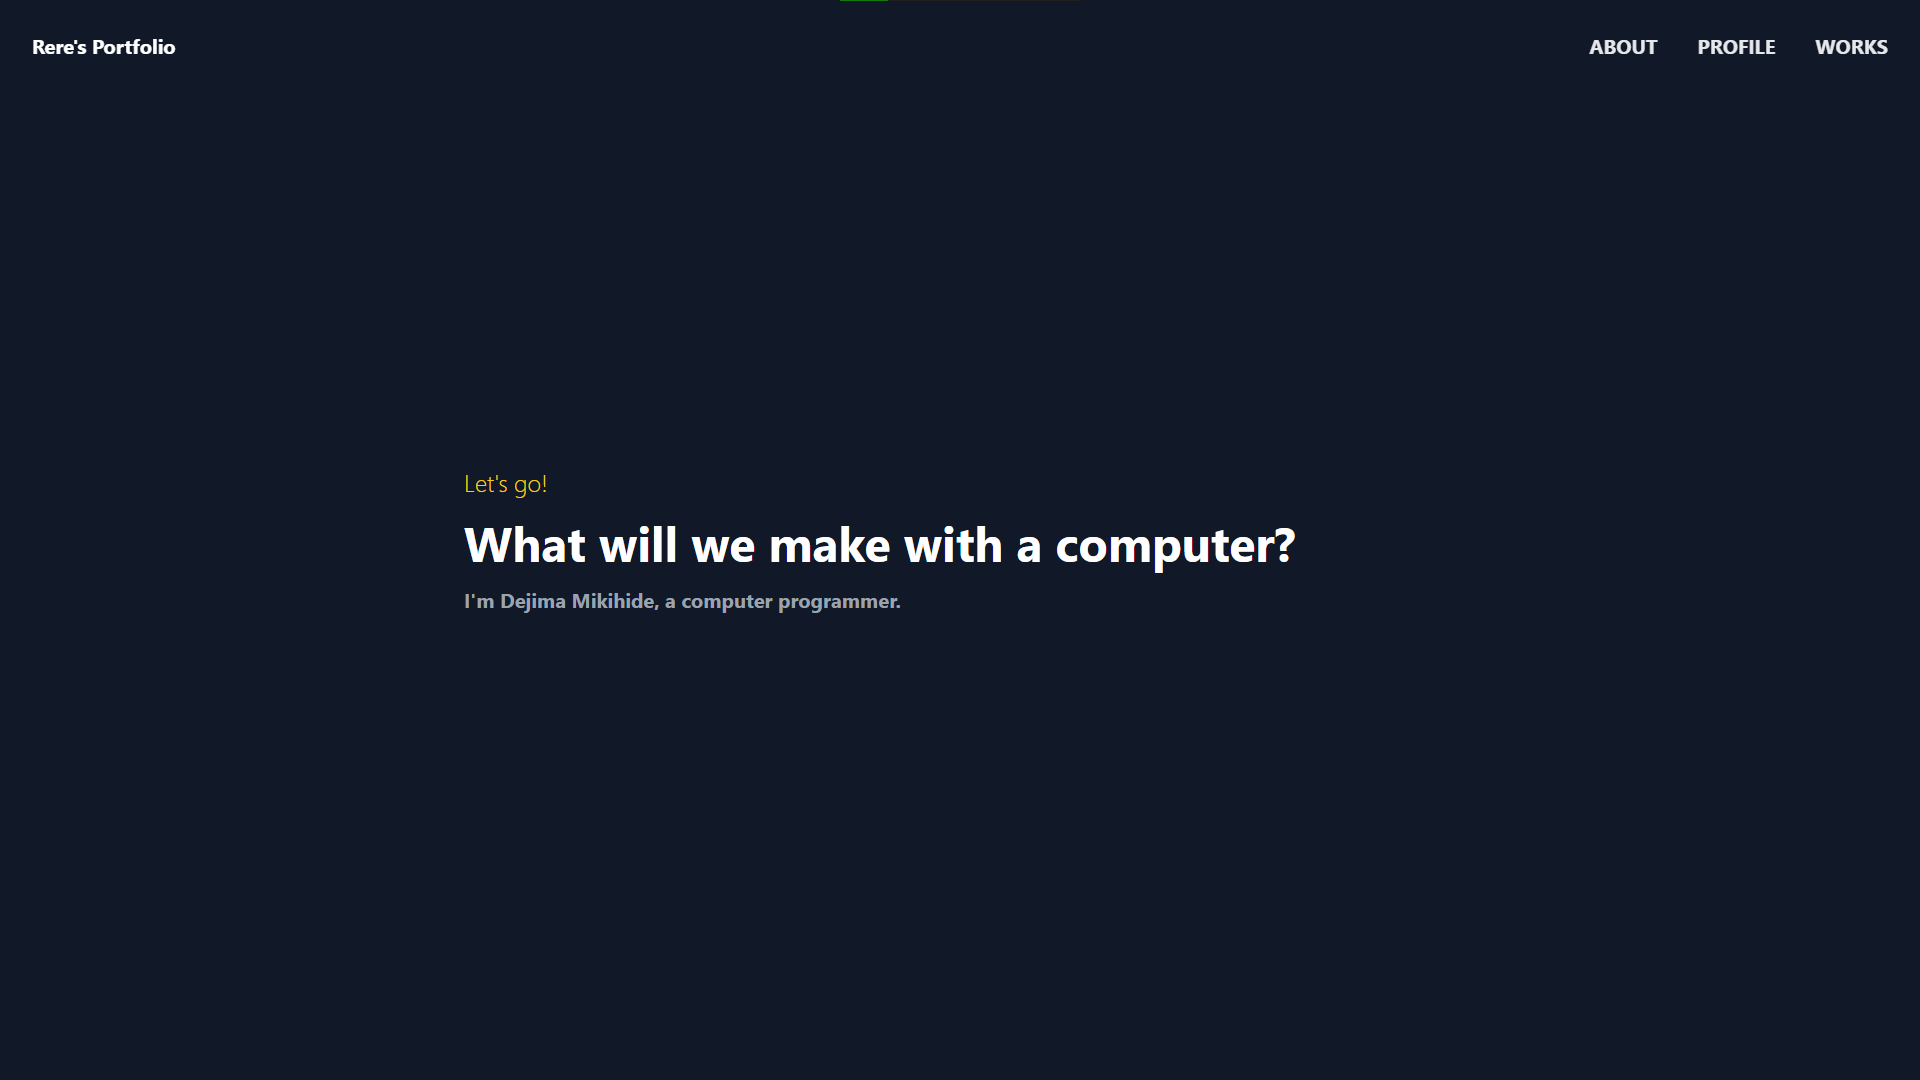 Rere's Portfolio
ABOUT PROFILE WORKS
Let's go!
What will we make with a computer?
I'm Dejima Mikihide, a computer programmer.